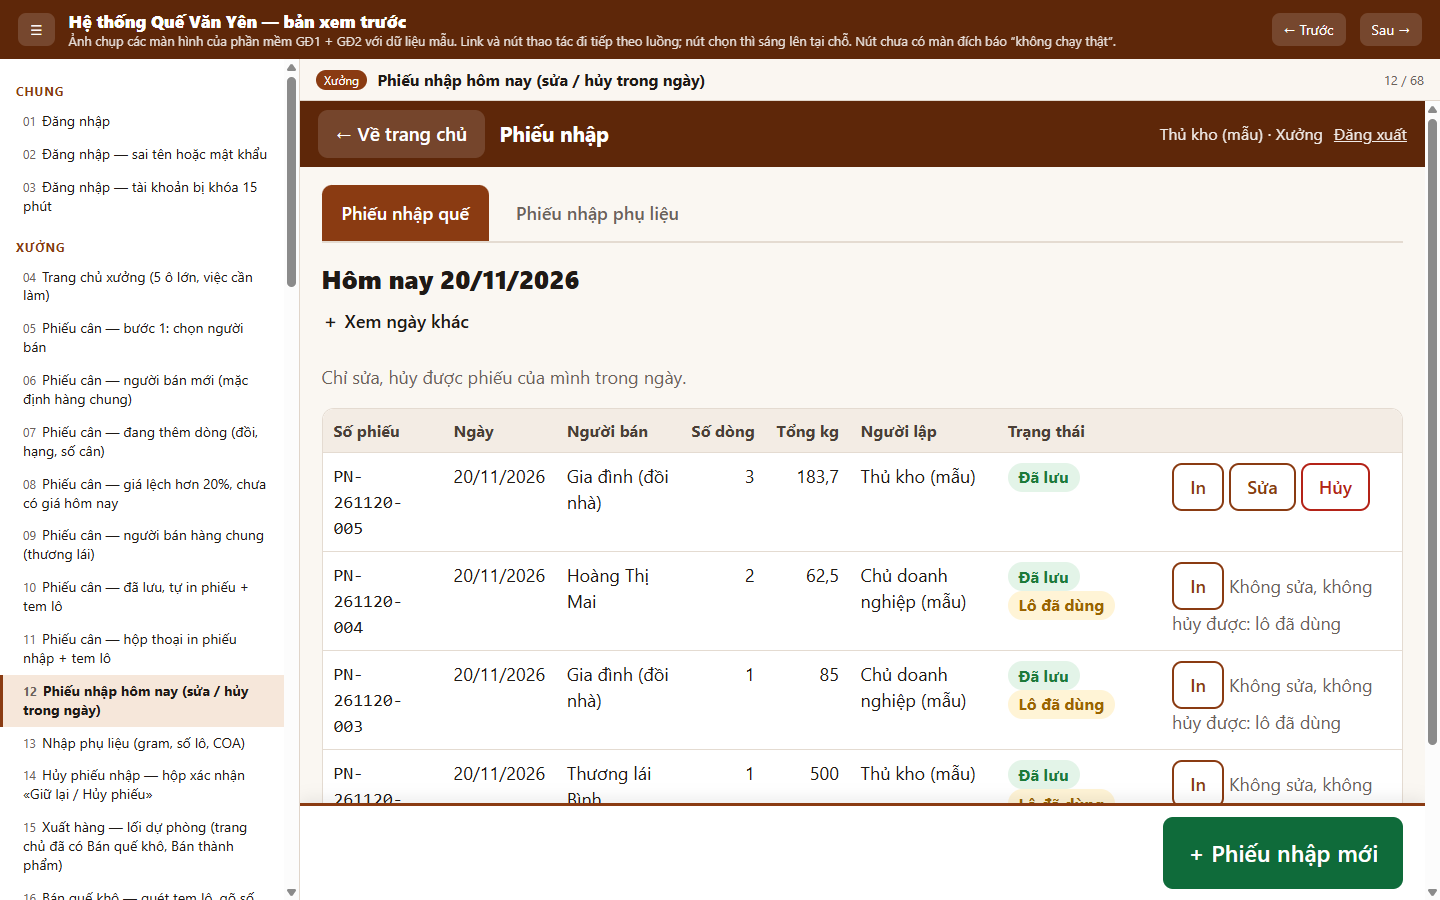 ☰
Hệ thống Quế Văn Yên — bản xem trước
Ảnh chụp các màn hình của phần mềm GĐ1 + GĐ2 với dữ liệu mẫu. Link và nút thao tác đi tiếp theo luồng; nút chọn thì sáng lên tại chỗ. Nút chưa có màn đích báo “không chạy thật”.
← Trước
Sau →
CHUNG
01 Đăng nhập
02 Đăng nhập — sai tên hoặc mật khẩu
03 Đăng nhập — tài khoản bị khóa 15
phút
XƯỞNG
04 Trang chủ xưởng (5 ô lớn, việc cần
làm)
05 Phiếu cân — bước 1: chọn người
bán
06 Phiếu cân — người bán mới (mặc
định hàng chung)
07 Phiếu cân — đang thêm dòng (đồi,
hạng, số cân)
08 Phiếu cân — giá lệch hơn 20%, chưa
có giá hôm nay
09 Phiếu cân — người bán hàng chung
(thương lái)
10 Phiếu cân — đã lưu, tự in phiếu +
tem lô
11 Phiếu cân — hộp thoại in phiếu
nhập + tem lô
12 Phiếu nhập hôm nay (sửa / hủy
trong ngày)
13 Nhập phụ liệu (gram, số lô, COA)
14 Hủy phiếu nhập — hộp xác nhận
«Giữ lại / Hủy phiếu»
15 Xuất hàng — lối dự phòng (trang
chủ đã có Bán quế khô, Bán thành
phẩm)
16 Bán quế khô — quét tem lô, gõ số
Xưởng
Phiếu nhập hôm nay (sửa / hủy trong ngày)
12 / 68
← Về trang chủ
Phiếu nhập
Thủ kho (mẫu) · Xưởng Đăng xuất
Phiếu nhập quế
Phiếu nhập phụ liệu
Hôm nay 20/11/2026
+ Xem ngày khác
Chỉ sửa, hủy được phiếu của mình trong ngày.
Số phiếu Ngày Người bán Số dòng Tổng kg Người lập Trạng thái
PN- 20/11/2026 Gia đình (đồi 3 183,7 Thủ kho (mẫu) Đã lưu In Sửa Hủy
261120- nhà)
005
PN- 20/11/2026 Hoàng Thị 2 62,5 Chủ doanh Đã lưu In Không sửa, không
261120- Mai nghiệp (mẫu) Lô đã dùng hủy được: lô đã dùng
004
PN- 20/11/2026 Gia đình (đồi 1 85 Chủ doanh Đã lưu In Không sửa, không
261120- nhà) nghiệp (mẫu) Lô đã dùng hủy được: lô đã dùng
003
PN- 20/11/2026 Thương lái 1 500 Thủ kho (mẫu) Đã lưu In Không sửa, không
261120- Bình Lô đã dùng
+ Phiếu nhập mới